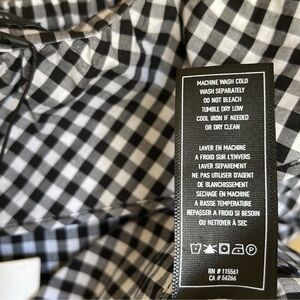 MACHINE WASH COLD
WASH SEPARATELY
DO NOT BLEACH
TUMBLE DRY LOW
COOL IRON IF NEEDED
OR DRY CLEAN
LAVER EN MACHINE
A FROID SUR L'ENVERS
LAVER SEPAREMENT
NE PAS UTILISER D'AGENT
DE BLANCHISSEMENT
SECHAGE EN MACHINE
A BASSE TEMPERATURE
REPASSER A FROID SI BESOIN
OU NETTOYER À SEC
RN # 115561
CA # 56266